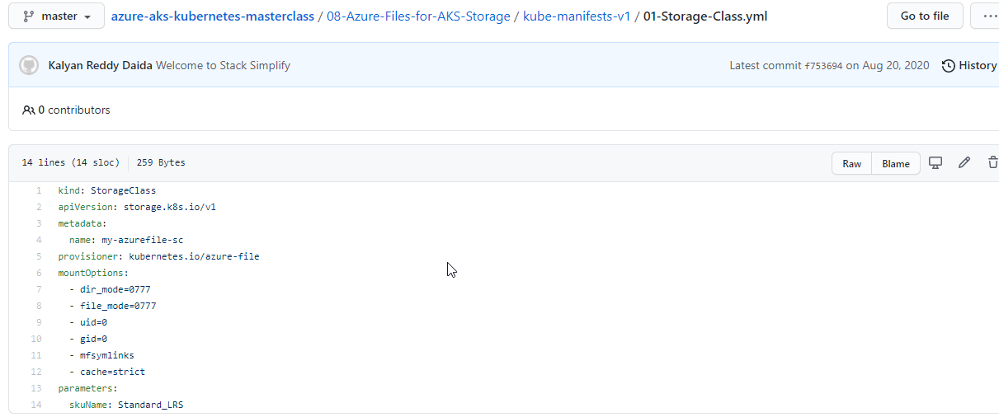 master azure-aks-kubernetes-masterclass / 08-Azure-Files-for-AKS-Storage / kube-manifests-v1 / 01-Storage-Class.yml Go to file ...
Kalyan Reddy Daida Welcome to Stack Simplify Latest commit f753694 on Aug 20, 2020 History
0 contributors
14 lines (14 sloc) 259 Bytes Raw Blame
1 kind: StorageClass
2 apiVersion: storage.k8s.io/v1
3 metadata:
4   name: my-azurefile-sc
5 provisioner: kubernetes.io/azure-file
6 mountOptions:
7   - dir_mode=0777
8   - file_mode=0777
9   - uid=0
10   - gid=0
11   - mfsymlinks
12   - cache=strict
13 parameters:
14   skuName: Standard_LRS